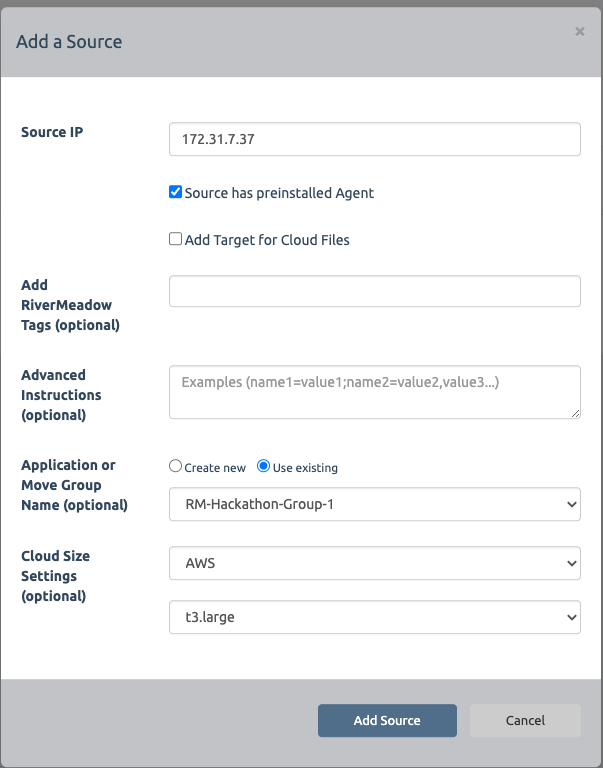 Add a Source
×
Source IP
172.31.7.37
Source has preinstalled Agent
Add Target for Cloud Files
Add
RiverMeadow
Tags (optional)
Advanced
Instructions
(optional)
Examples (name1=value1;name2=value2,value3...)
Application or
Move Group
Name (optional)
Create new Use existing
RM-Hackathon-Group-1
Cloud Size
Settings
(optional)
AWS
t3.large
Add Source Cancel